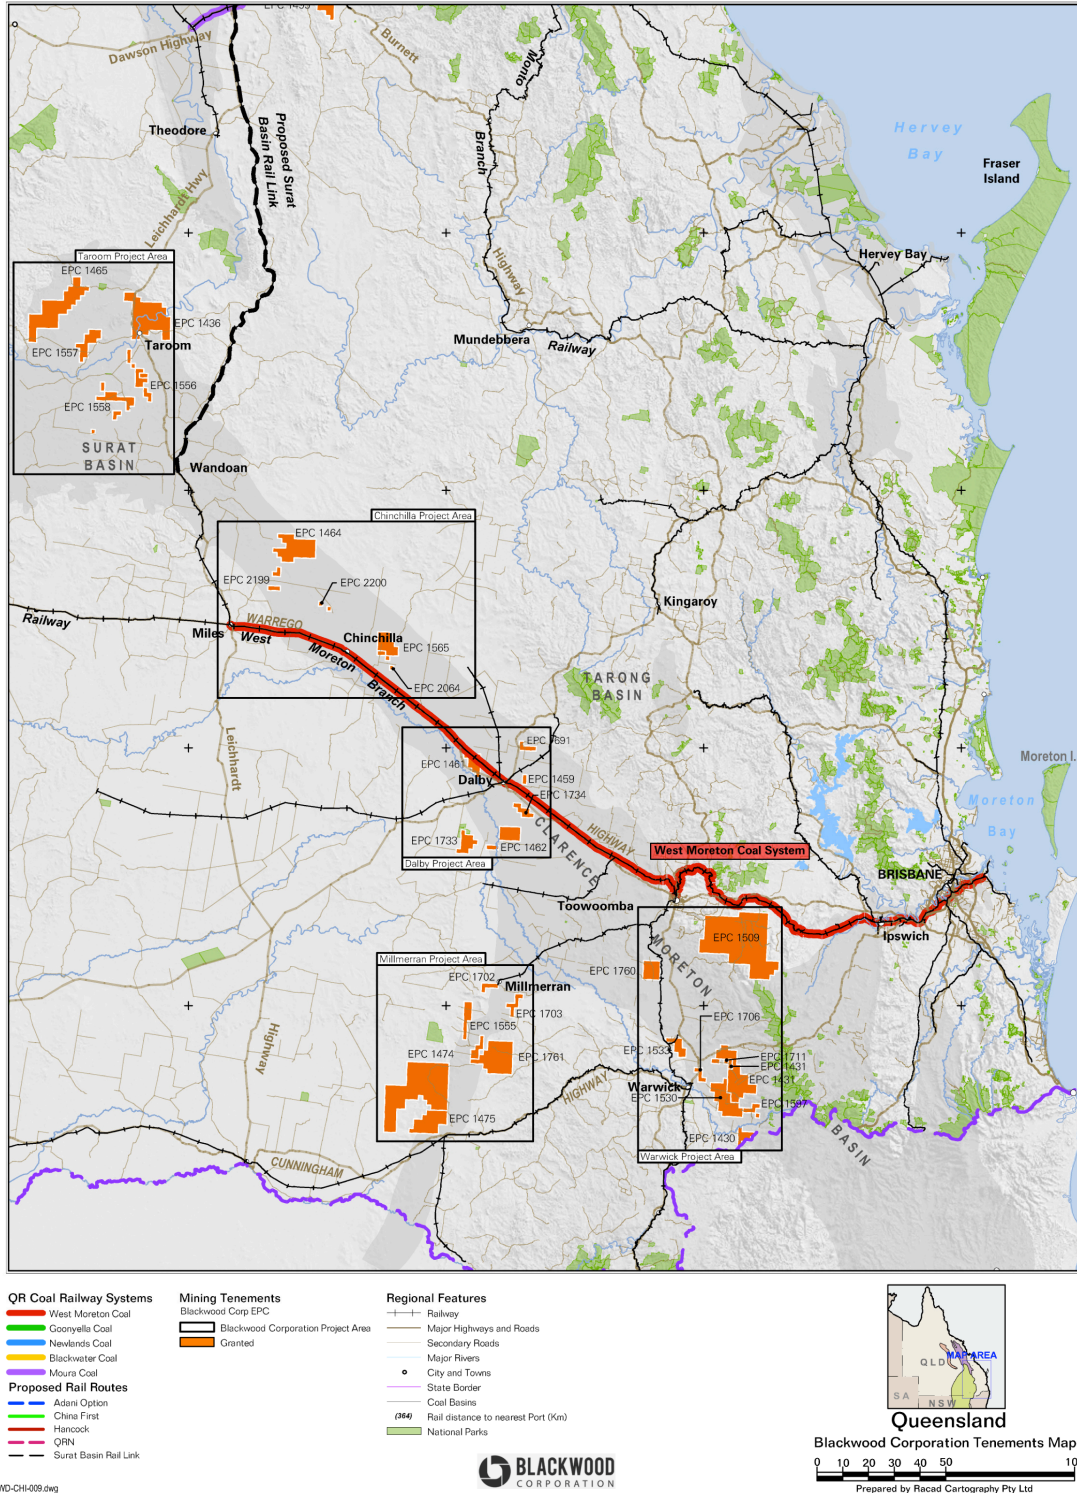 EPC 1433
Burnett
Dawson Highway
Monto
Branch
Theodore
Proposed Surat
Basin Rail Link
Hervey
Bay
Fraser
Island
Leichhardt Hwy
Highway
Hervey Bay
Taroom Project Area
EPC 1465
EPC 1436
Taroom
EPC 1557
EPC 1556
EPC 1558
SURAT
BASIN
Mundebbera
Railway
Wandoan
Chinchilla Project Area
EPC 1464
EPC 2199
EPC 2200
Kingaroy
Railway
Miles
WARREGO
West
Moreton
Branch
Chinchilla
EPC 1565
EPC 2064
TARONG
BASIN
Leichhardt
EPC 1691
EPC 1461
Dalby
EPC 1459
EPC 1734
EPC 1733
EPC 1462
Dalby Project Area
CLARENCE
HIGHWAY
West Moreton Coal System
Moreton I.
Moreton
Bay
BRISBANE
Toowoomba
Ipswich
MORETON
EPC 1509
EPC 1760
Millmerran Project Area
EPC 1702
Millmerran
EPC 1703
EPC 1555
EPC 1474
EPC 1761
EPC 1475
Highway
HIGHWAY
EPC 1706
EPC 1533
EPC 1711
EPC 1431
EPC 1431
Warwick
EPC 1530
EPC 1597
EPC 1430
Warwick Project Area
BASIN
CUNNINGHAM
QR Coal Railway Systems
West Moreton Coal
Goonyella Coal
Newlands Coal
Blackwater Coal
Moura Coal
Proposed Rail Routes
Adani Option
China First
Hancock
QRN
Surat Basin Rail Link
Mining Tenements
Blackwood Corp EPC
Blackwood Corporation Project Area
Granted
Regional Features
Railway
Major Highways and Roads
Secondary Roads
Major Rivers
City and Towns
State Border
Coal Basins
(364) Rail distance to nearest Port (Km)
National Parks
BLACKWOOD
CORPORATION
MAP AREA
QLD
SA
NSW
Queensland
Blackwood Corporation Tenements Map
0 10 20 30 40 50 10
Prepared by Racad Cartography Pty Ltd
WD-CHI-009.dwg